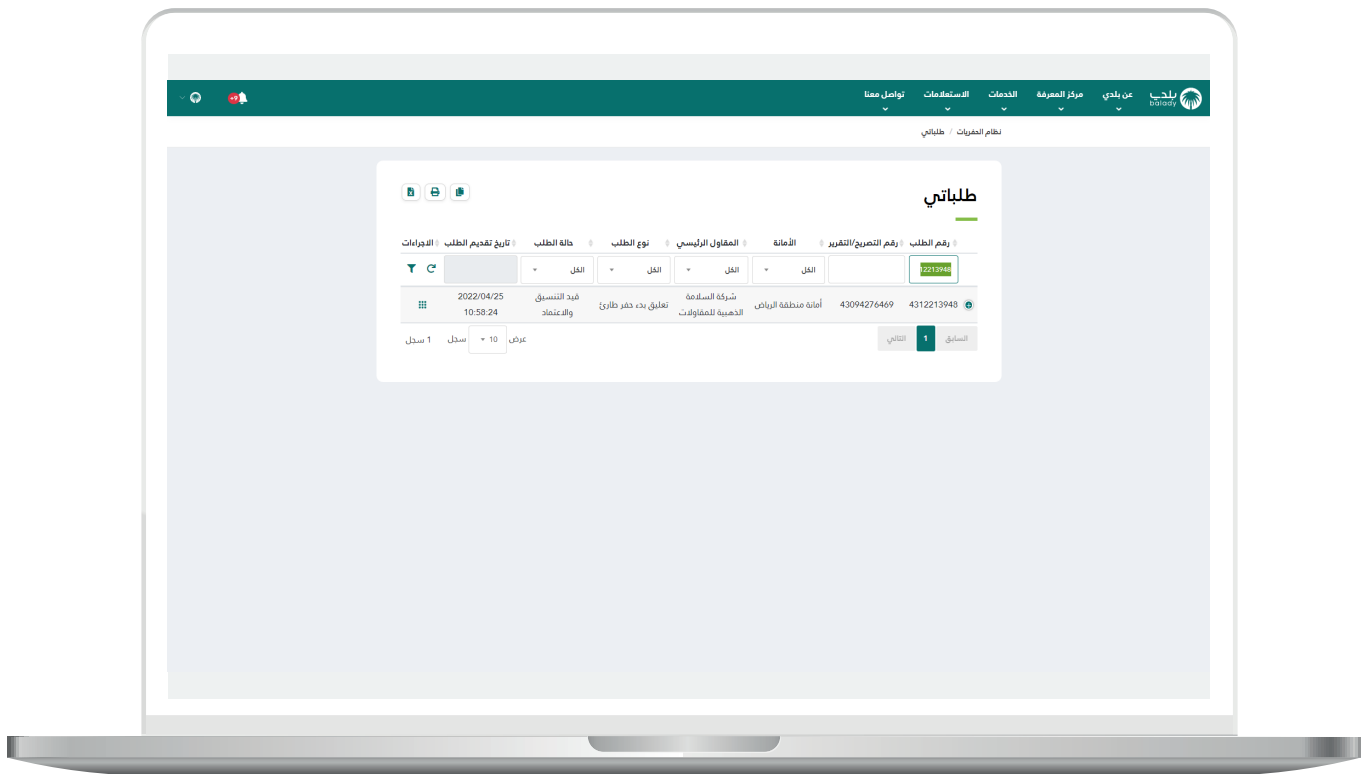 بلدي
balady
عن بلدي
مركز المعرفة
الخدمات
الاستعلامات
تواصل معنا
+9
نظام الحفريات / طلباتي
طلباتي
رقم الطلب
رقم التصريح/التقرير
الأمانة
المقاول الرئيسي
نوع الطلب
حالة الطلب
تاريخ تقديم الطلب
الاجراءات
12213948
الكل
الكل
الكل
الكل
4312213948
43094276469
أمانة منطقة الرياض
شركة السلامة
الذهبية للمقاولات
تعليق بدء حفر طارئ
قيد التنسيق
والاعتماد
2022/04/25
10:58:24
السابق
1
التالي
عرض 10 سجل
1 سجل